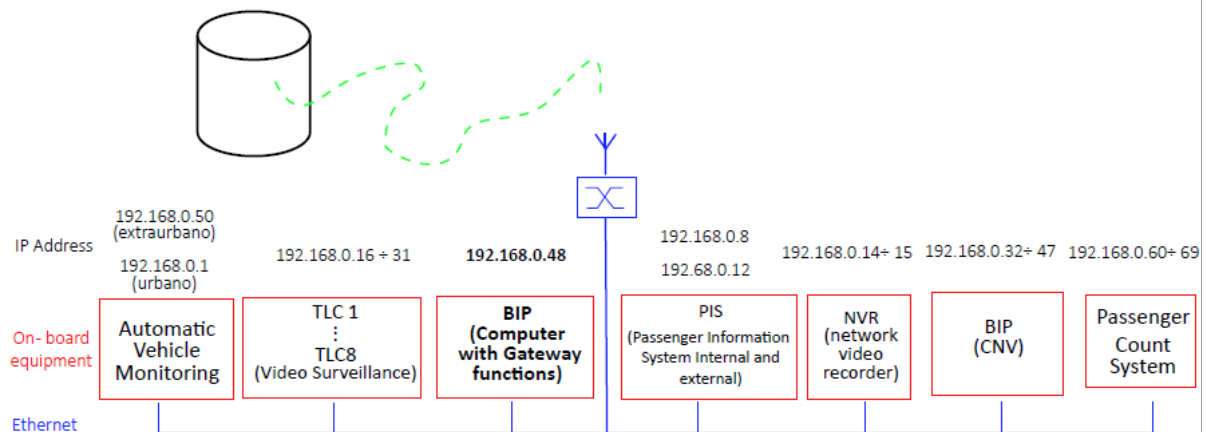 IP Address
192.168.0.50
(extraurbano)
192.168.0.1
(urbano)
192.168.0.16 ÷ 31
192.168.0.48
192.168.0.8
192.68.0.12
192.168.0.14÷ 15
192.168.0.32÷ 47
192.168.0.60÷ 69
On- board
equipment
Automatic
Vehicle
Monitoring
TLC 1
⋮
TLC8
(Video Surveillance)
BIP
(Computer
with Gateway
functions)
PIS
(Passenger Information
System Internal and
external)
NVR
(network
video
recorder)
BIP
(CNV)
Passenger
Count
System
Ethernet